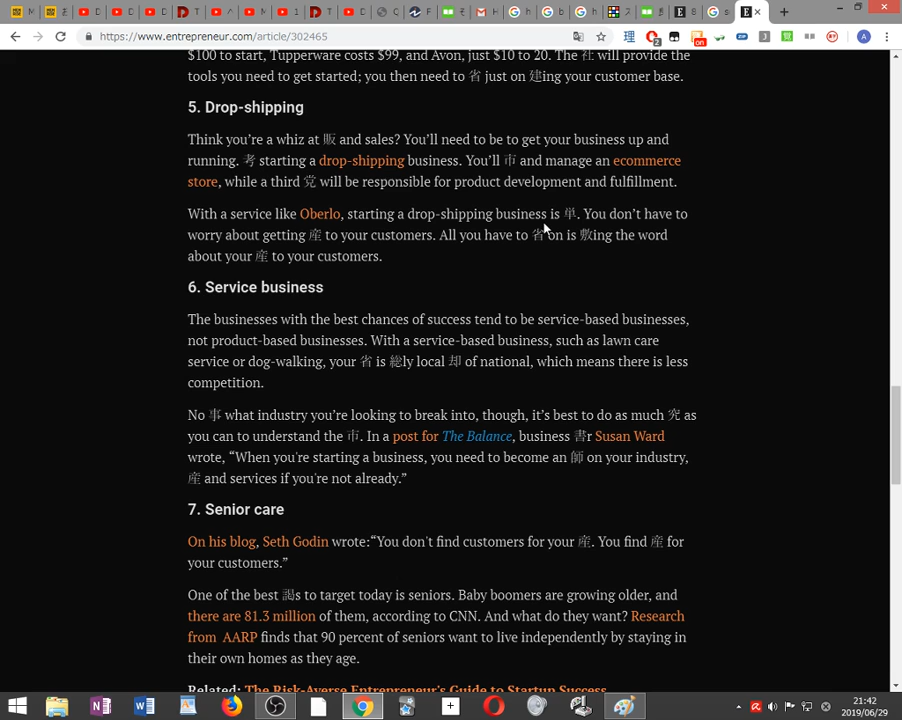 https://www.entrepreneur.com/article/302465
$100 to start, Tupperware costs $99, and Avon, just $10 to 20. The 社 will provide the
tools you need to get started; you then need to 省 just on 建ing your customer base.
5. Drop-shipping
Think you're a whiz at 販 and sales? You'll need to be to get your business up and
running. 考 starting a drop-shipping business. You'll 市 and manage an ecommerce
store, while a third 党 will be responsible for product development and fulfillment.
With a service like Oberlo, starting a drop-shipping business is 単. You don't have to
worry about getting 産 to your customers. All you have to 省 on is 敷ing the word
about your 産 to your customers.
6. Service business
The businesses with the best chances of success tend to be service-based businesses,
not product-based businesses. With a service-based business, such as lawn care
service or dog-walking, your 省 is 総ly local 却 of national, which means there is less
competition.
No 事 what industry you're looking to break into, though, it's best to do as much 究 as
you can to understand the 市. In a post for The Balance, business 書r Susan Ward
wrote, “When you're starting a business, you need to become an 師 on your industry,
産 and services if you're not already.”
7. Senior care
On his blog, Seth Godin wrote:“You don't find customers for your 産. You find 産 for
your customers.”
One of the best 謁s to target today is seniors. Baby boomers are growing older, and
there are 81.3 million of them, according to CNN. And what do they want? Research
from AARP finds that 90 percent of seniors want to live independently by staying in
their own homes as they age.
Related: The Risk-Averse Entrepreneur's Guide to Startup Success
21:42
2019/06/29